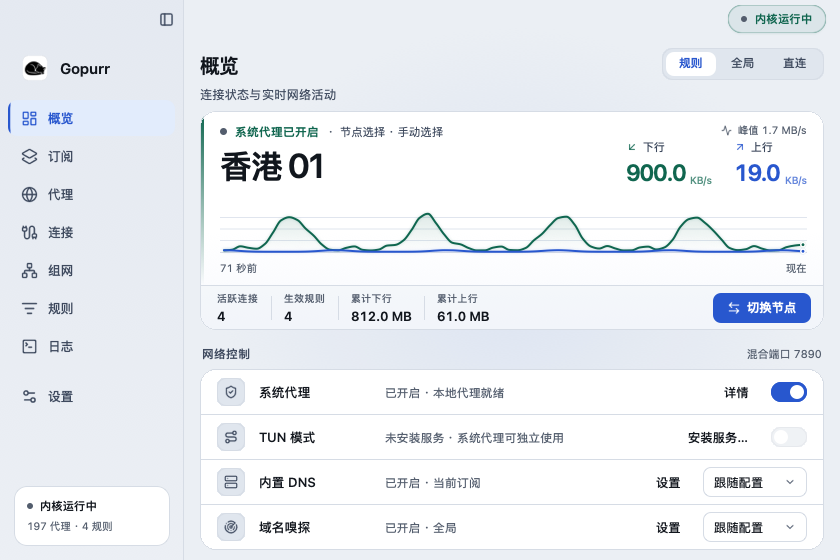 内核运行中
Gopurr
概览
订阅
代理
连接
组网
规则
日志
设置
内核运行中
197 代理 · 4 规则
概览
规则 全局 直连
连接状态与实时网络活动
系统代理已开启 · 节点选择 · 手动选择
峰值 1.7 MB/s
香港 01
下行 上行
900.0 KB/s 19.0 KB/s
71 秒前 现在
活跃连接 生效规则 累计下行 累计上行
4 4 812.0 MB 61.0 MB
切换节点
网络控制 混合端口 7890
系统代理 已开启 · 本地代理就绪 详情
TUN 模式 未安装服务 · 系统代理可独立使用 安装服务...
内置 DNS 已开启 · 当前订阅 设置 跟随配置
域名嗅探 已开启 · 全局 设置 跟随配置